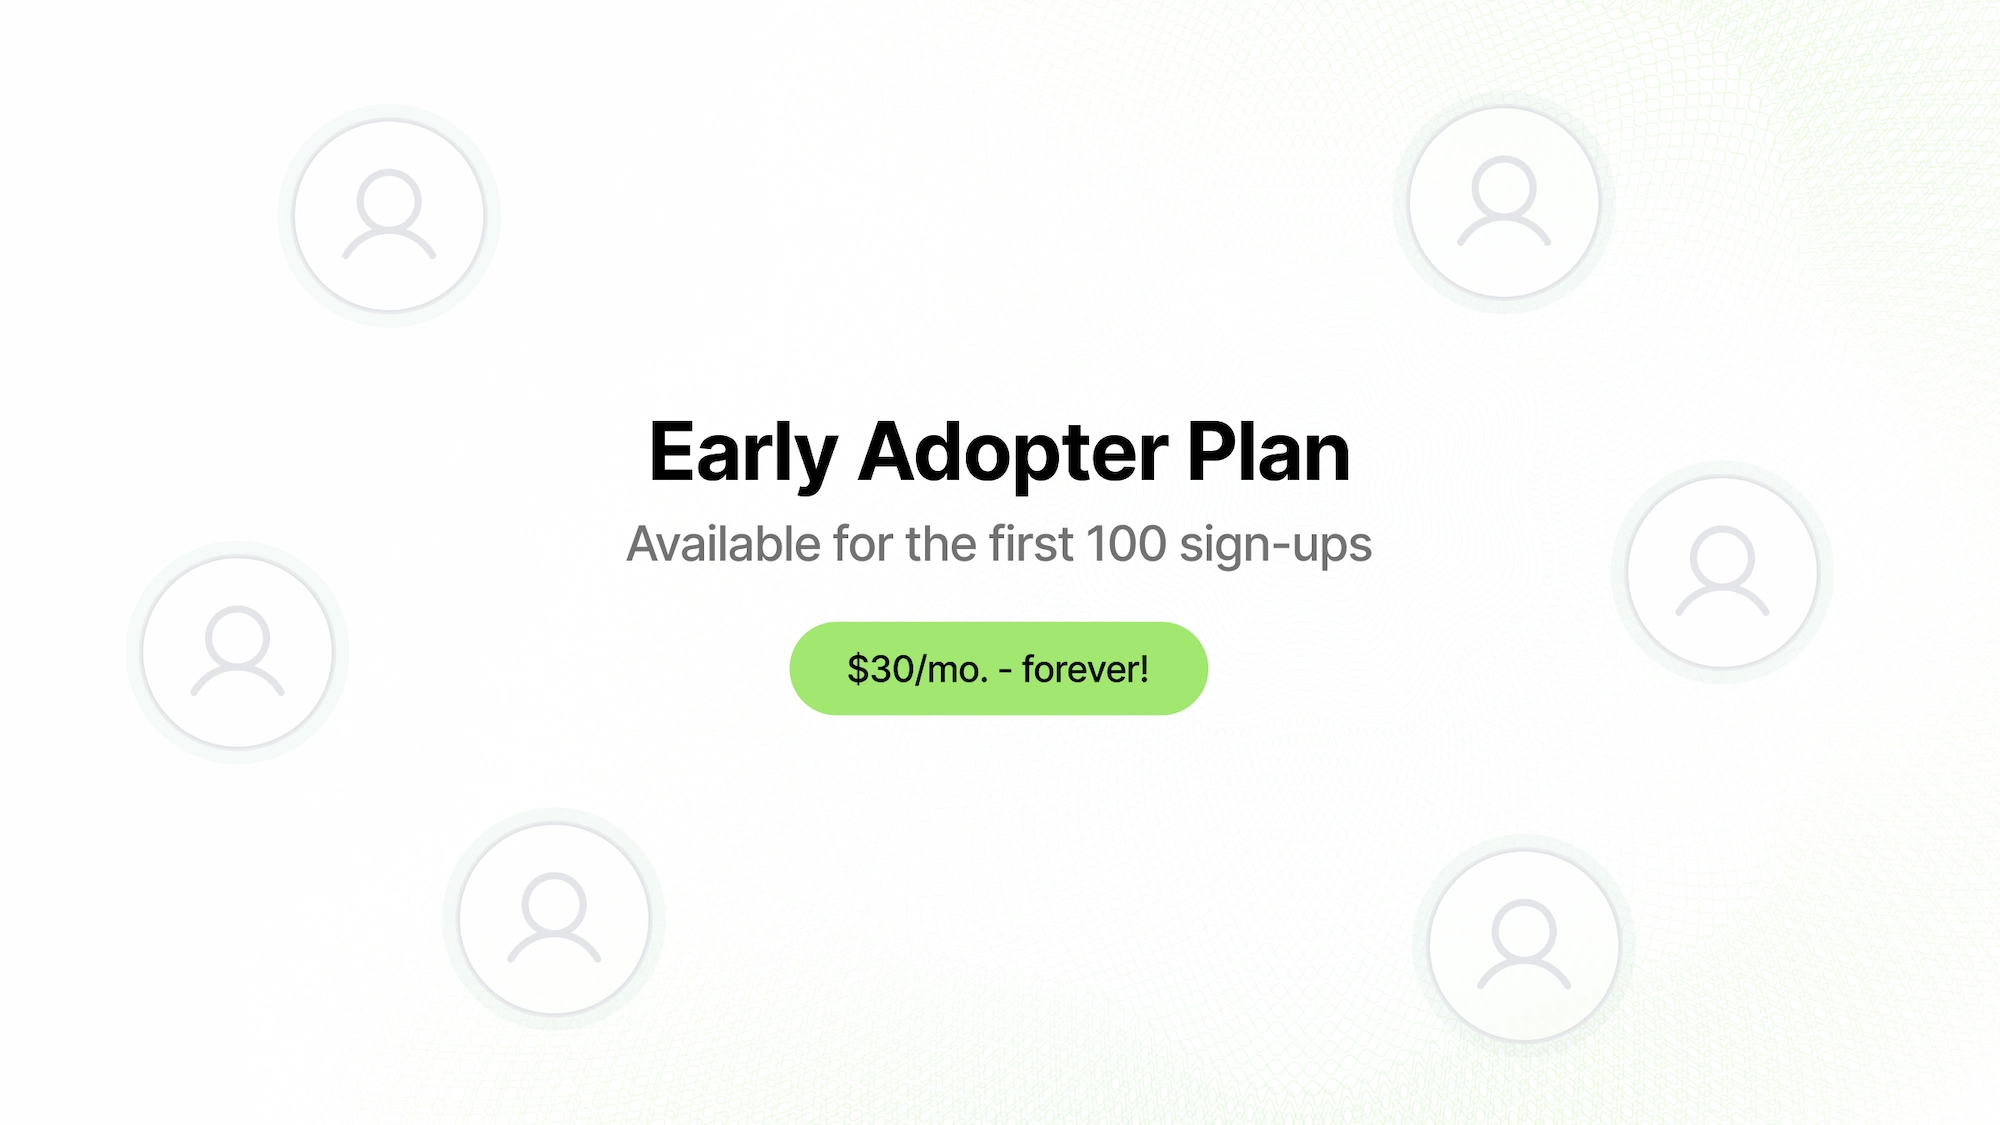 Early Adopter Plan
Available for the first 100 sign-ups
$30/mo. - forever!